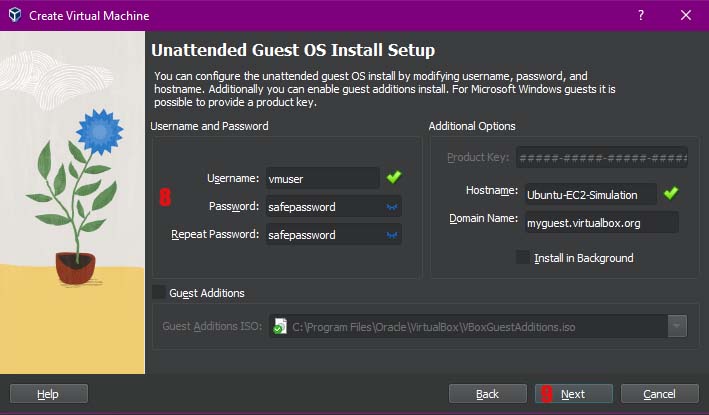 Create Virtual Machine
Unattended Guest OS Install Setup
You can configure the unattended guest OS install by modifying username, password, and
hostname. Additionally you can enable guest additions install. For Microsoft Windows guests it is
possible to provide a product key.
Username and Password
8
Username: vmuser
Password: safepassword
Repeat Password: safepassword
Additional Options
Product Key: #####-#####-#####-#####
Hostname: Ubuntu-EC2-Simulation
Domain Name: myguest.virtualbox.org
Install in Background
Guest Additions
Guest Additions ISO: C:\Program Files\Oracle\VirtualBox\VBoxGuestAdditions.iso
Help
Back
9 Next
Cancel